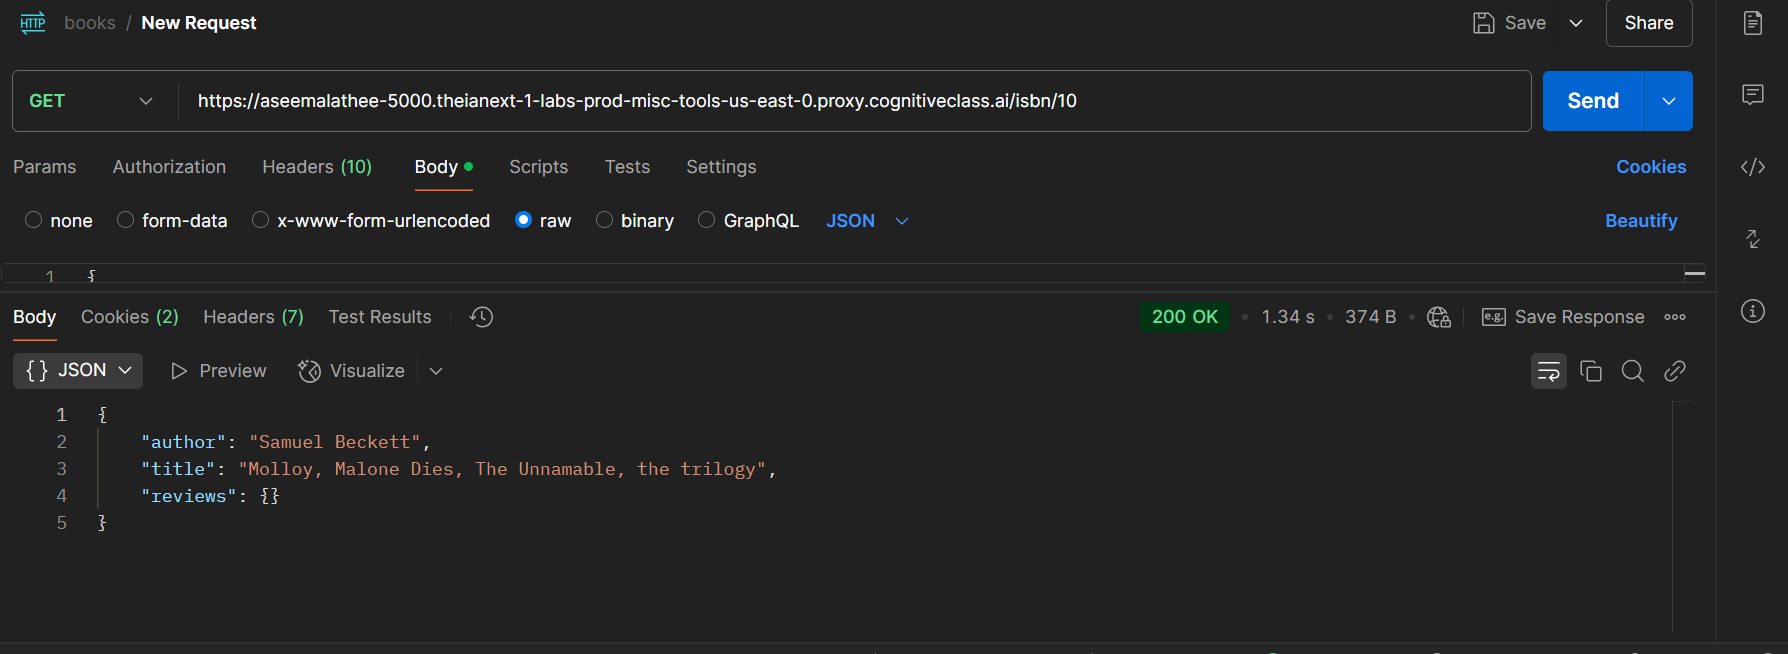 HTTP books / New Request Save Share
GET https://aseemalathee-5000.theianext-1-labs-prod-misc-tools-us-east-0.proxy.cognitiveclass.ai/isbn/10 Send
Params Authorization Headers (10) Body Scripts Tests Settings Cookies
none form-data x-www-form-urlencoded raw binary GraphQL JSON Beautify
1 {
Body Cookies (2) Headers (7) Test Results 200 OK • 1.34 s • 374 B • e.g. Save Response
{} JSON Preview Visualize
1 {
2 "author": "Samuel Beckett",
3 "title": "Molloy, Malone Dies, The Unnamable, the trilogy",
4 "reviews": {}
5 }